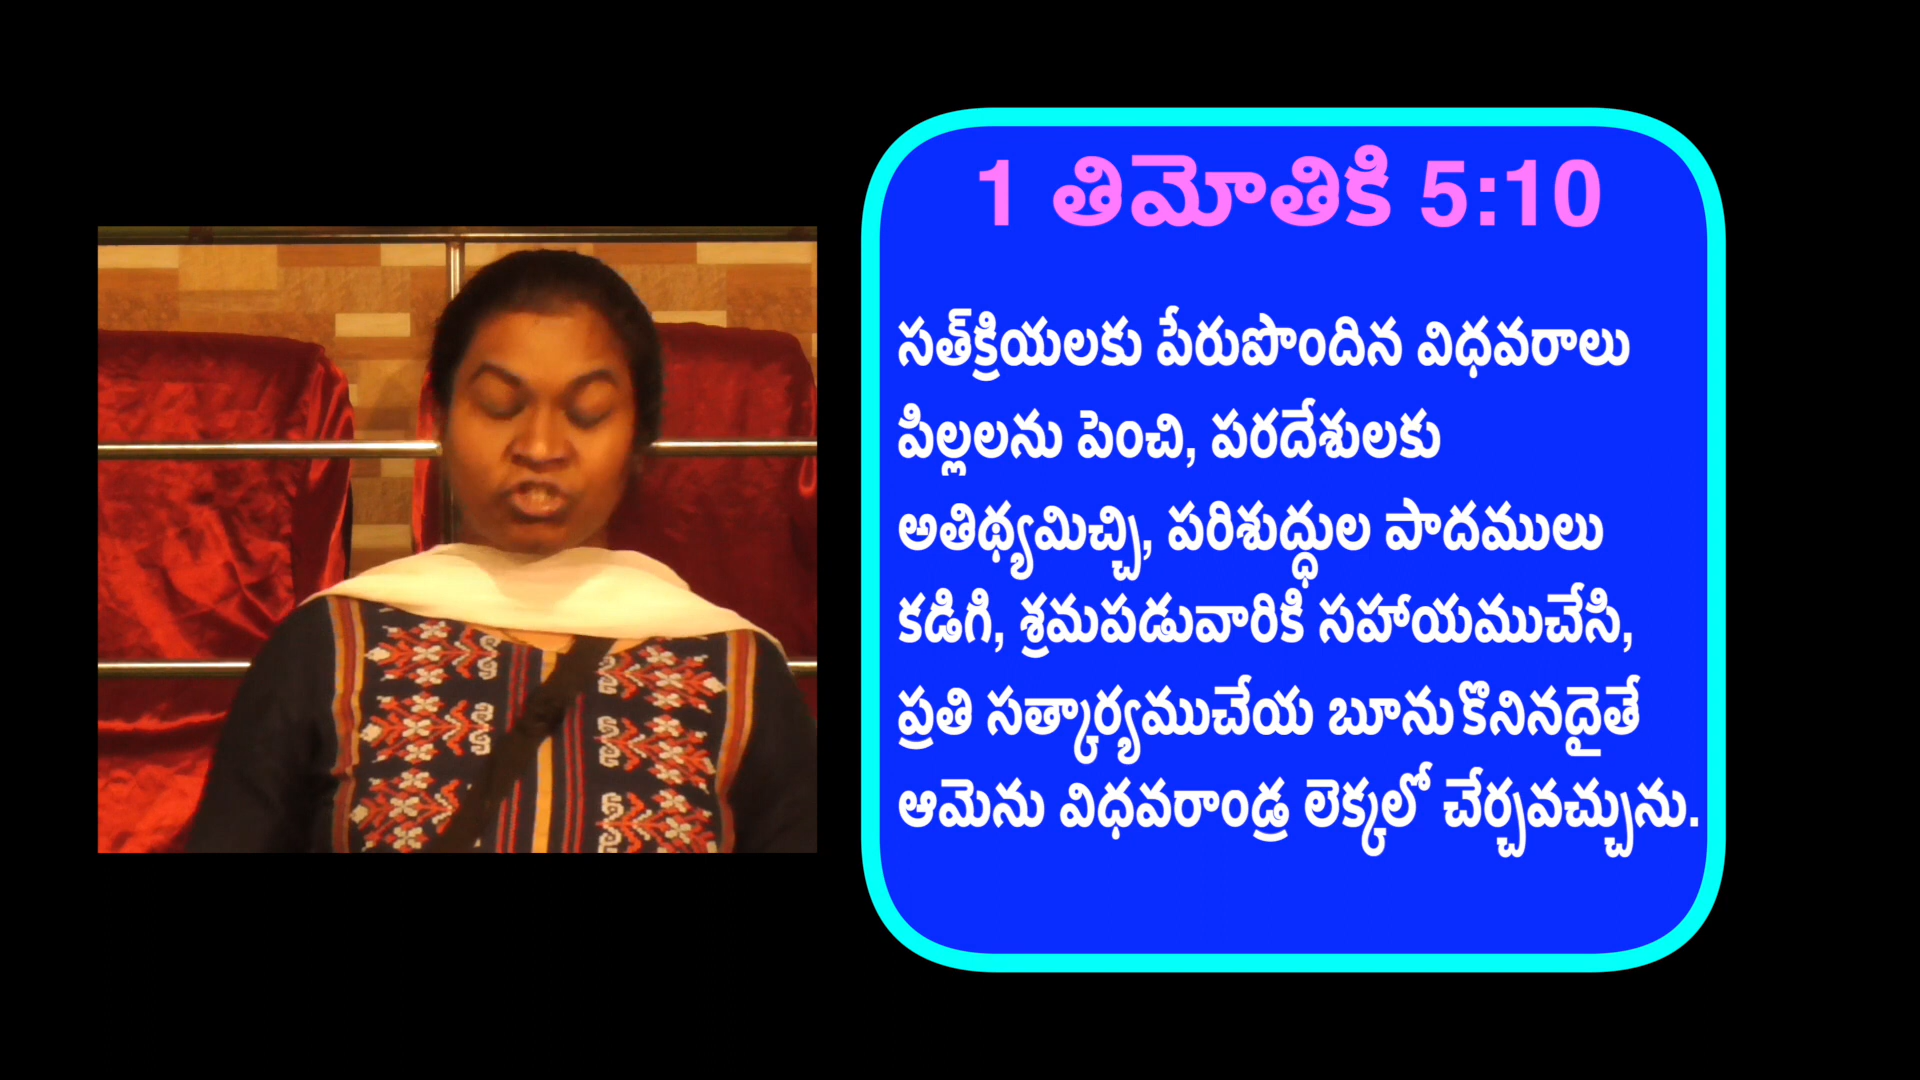 1 తిమోతికి 5:10
సత్‌క్రియలకు పేరుపొందిన విధవరాలు
పిల్లలను పెంచి, పరదేశులకు
అతిథ్యమిచ్చి, పరిశుద్ధుల పాదములు
కడిగి, శ్రమపడువారికి సహాయముచేసి,
ప్రతి సత్కార్యముచేయ బూనుకొనినదైతే
ఆమెను విధవరాండ్ర లెక్కలో చేర్చవచ్చును.